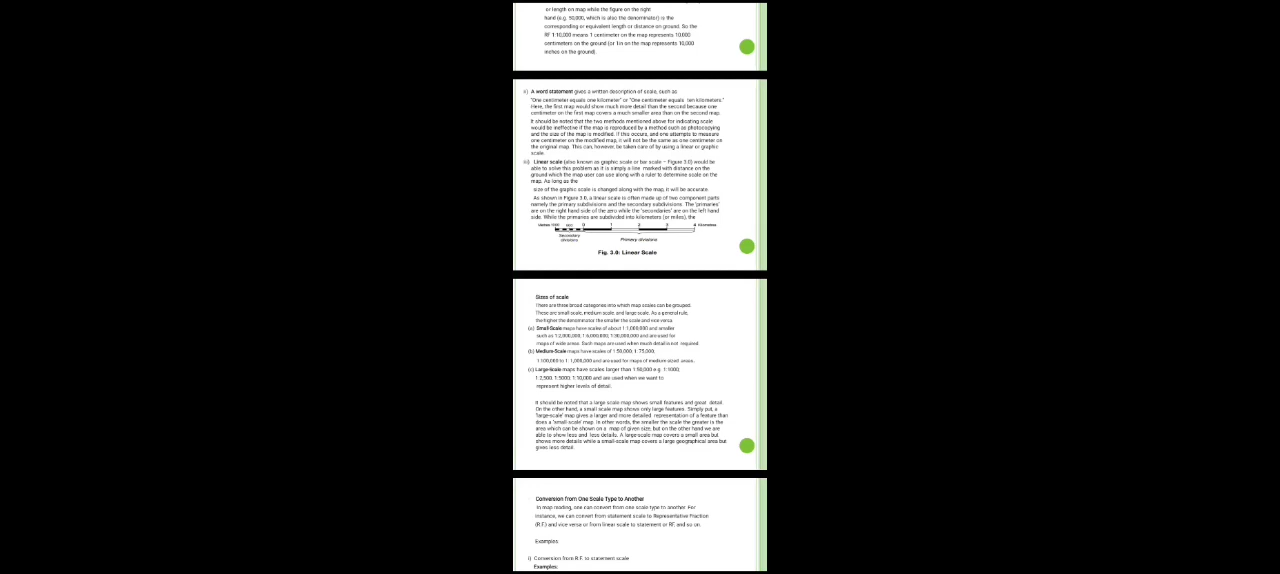 or length on map while the figure on the right
hand (e.g. 50,000, which is also the denominator) is the
corresponding or equivalent length or distance on ground. So the
RF 1:10,000 means 1 centimeter on the map represents 10,000
centimeters on the ground (or 1in on the map represents 10,000
inches on the ground).
ii) A word statement gives a written description of scale, such as
"One centimeter equals one kilometer" or "One centimeter equals ten kilometers."
Here, the first map would show much more detail than the second because one
centimeter on the first map covers a much smaller area than on the second map.
It should be noted that the two methods mentioned above for indicating scale
would be ineffective if the map is reproduced by a method such as photocopying
and the size of the map is modified. If this occurs, and one attempts to measure
one centimeter on the modified map, it will not be the same as one centimeter on
the original map. This can, however, be taken care of by using a linear or graphic
scale.
iii) Linear scale (also known as graphic scale or bar scale – Figure 3.0) would be
able to solve this problem as it is simply a line marked with distance on the
ground which the map user can use along with a ruler to determine scale on the
map. As long as the
size of the graphic scale is changed along with the map, it will be accurate.
As shown in Figure 3.0, a linear scale is often made up of two component parts
namely the primary subdivisions and the secondary subdivisions. The 'primaries'
are on the right hand side of the zero while the 'secondaries' are on the left hand
side. While the primaries are subdivided into kilometers (or miles), the
Metres 1000 500 0 1 2 3 4 Kilometres
Secondary
divisions
Primary divisions
Fig. 3.0: Linear Scale
Sizes of scale
There are three broad categories into which map scales can be grouped.
These are small scale, medium scale, and large scale. As a general rule,
the higher the denominator the smaller the scale and vice versa
(a) Small-Scale maps have scales of about 1:1,000,000 and smaller
such as 1:2,000,000; 1:6,000,000; 1:30,000,000 and are used for
maps of wide areas. Such maps are used when much detail is not required.
(b) Medium-Scale maps have scales of 1:50,000; 1: 75,000;
1:100,000 to 1: 1,000,000 and are used for maps of medium-sized areas.
(c) Large-Scale maps have scales larger than 1:50,000 e.g. 1:1000;
1:2,500; 1:5000; 1:10,000 and are used when we want to
represent higher levels of detail.
It should be noted that a large scale map shows small features and great detail.
On the other hand, a small scale map shows only large features. Simply put, a
'large-scale' map gives a larger and more detailed representation of a feature than
does a 'small-scale' map. In other words, the smaller the scale the greater is the
area which can be shown on a map of given size, but on the other hand we are
able to show less and less details. A large-scale map covers a small area but
shows more details while a small-scale map covers a large geographical area but
gives less detail
Conversion from One Scale Type to Another
In map reading, one can convert from one scale type to another. For
instance, we can convert from statement scale to Representative Fraction
(R.F.) and vice versa or from linear scale to statement or RF, and so on.
Examples
i) Conversion from R.F. to statement scale
Examples: